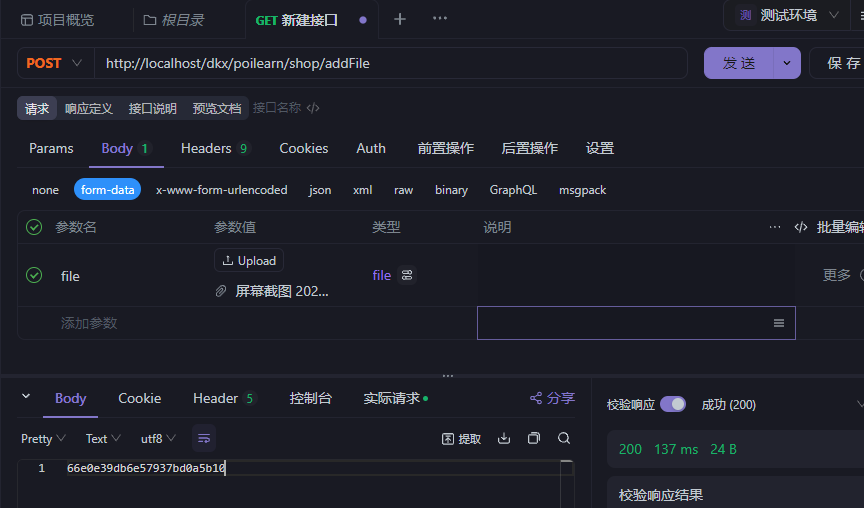 项目概览 根目录 GET 新建接口 测 测试环境
POST http://localhost/dkx/poilearn/shop/addFile 发 送 保 存
请求 响应定义 接口说明 预览文档 接口名称
Params Body 1 Headers 9 Cookies Auth 前置操作 后置操作 设置
none form-data x-www-form-urlencoded json xml raw binary GraphQL msgpack
参数名 参数值 类型 说明 批量编辑
Upload
file file 更多
屏幕截图 202...
添加参数
Body Cookie Header 5 控制台 实际请求 分享 校验响应 成功 (200)
Pretty Text utf8 提取
200 137 ms 24 B
1 66e0e39db6e57937bd0a5b10
校验响应结果